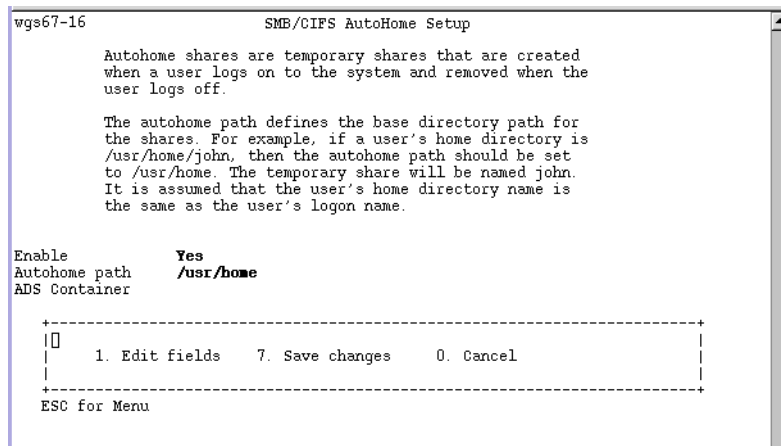 wgs67-16 SMB/CIFS AutoHome Setup
Autohome shares are temporary shares that are created
when a user logs on to the system and removed when the
user logs off.
The autohome path defines the base directory path for
the shares. For example, if a user's home directory is
/usr/home/john, then the autohome path should be set
to /usr/home. The temporary share will be named john.
It is assumed that the user's home directory name is
the same as the user's logon name.
Enable Yes
Autohome path /usr/home
ADS Container
1. Edit fields 7. Save changes 0. Cancel
ESC for Menu